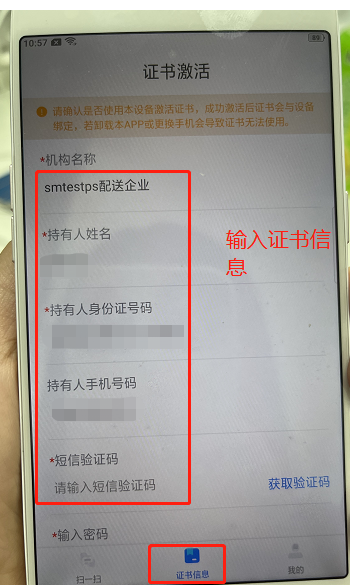 10:57
证书激活
请确认是否使用本设备激活证书，成功激活后证书会与设备
绑定，若卸载本APP或更换手机会导致证书无法使用。
*机构名称
smtestps配送企业
*持有人姓名
输入证书信
息
*持有人身份证号码
持有人手机号码
*短信验证码
请输入短信验证码
获取验证码
*输入密码
扫一扫
证书信息
我的